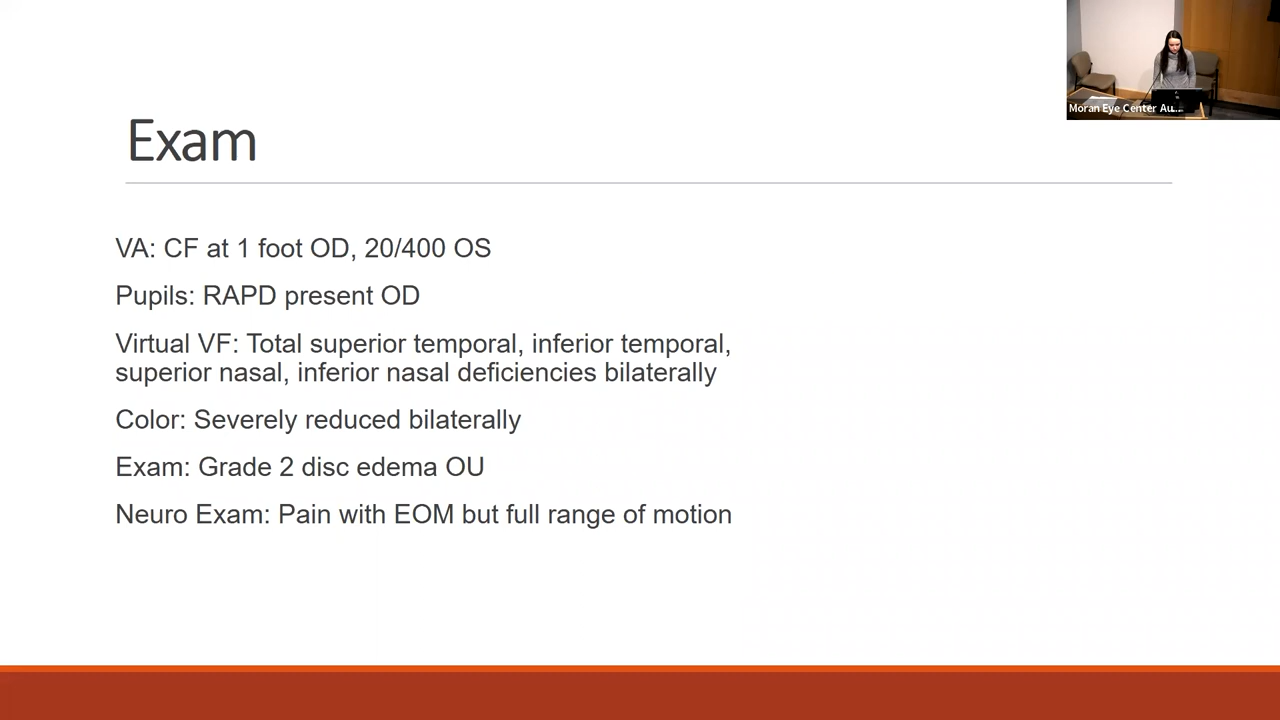 Moran Eye Center Au...
Exam
VA: CF at 1 foot OD, 20/400 OS
Pupils: RAPD present OD
Virtual VF: Total superior temporal, inferior temporal,
superior nasal, inferior nasal deficiencies bilaterally
Color: Severely reduced bilaterally
Exam: Grade 2 disc edema OU
Neuro Exam: Pain with EOM but full range of motion